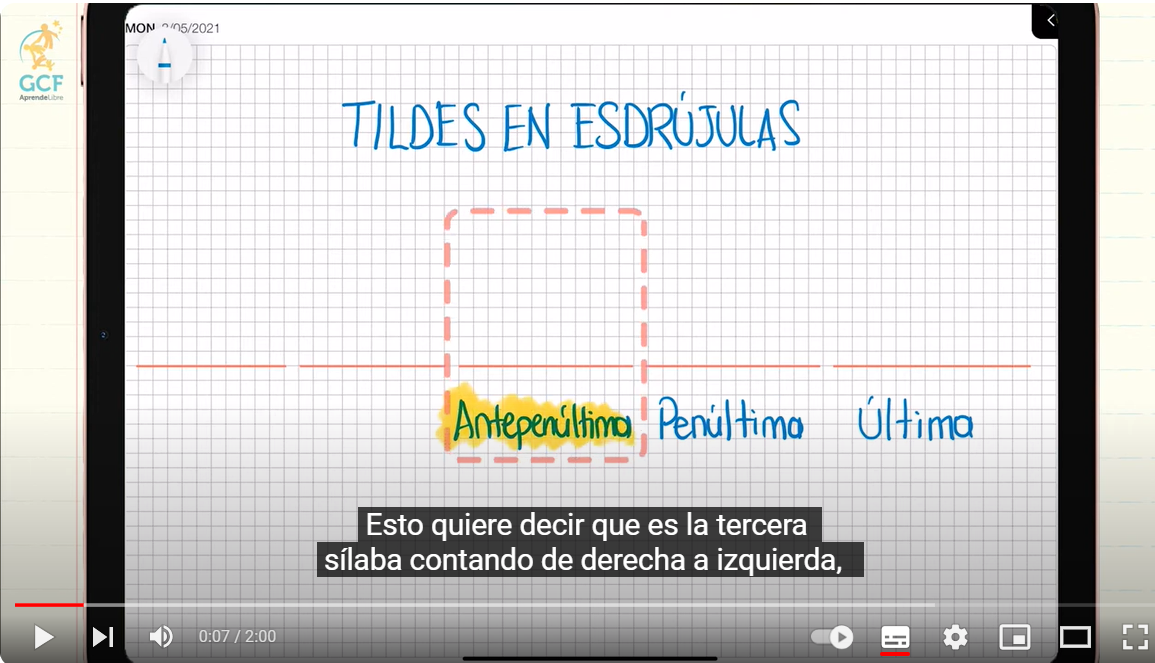 MON 3/05/2021
GCF
AprendeLibre
TILDES EN ESDRÚJULAS
Antepenúltima Penúltima Última
Esto quiere decir que es la tercera
sílaba contando de derecha a izquierda,
0:07 / 2:00